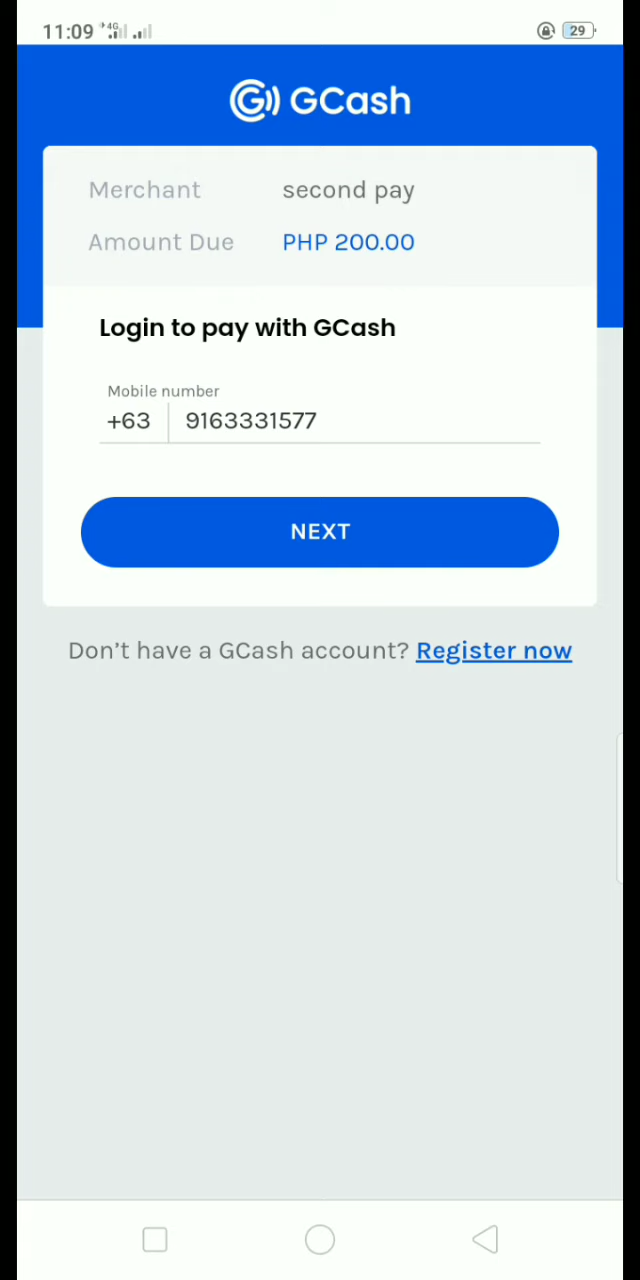 11:09 4G 29
GCash
Merchant second pay
Amount Due PHP 200.00
Login to pay with GCash
Mobile number
+63 9163331577
NEXT
Don't have a GCash account? Register now